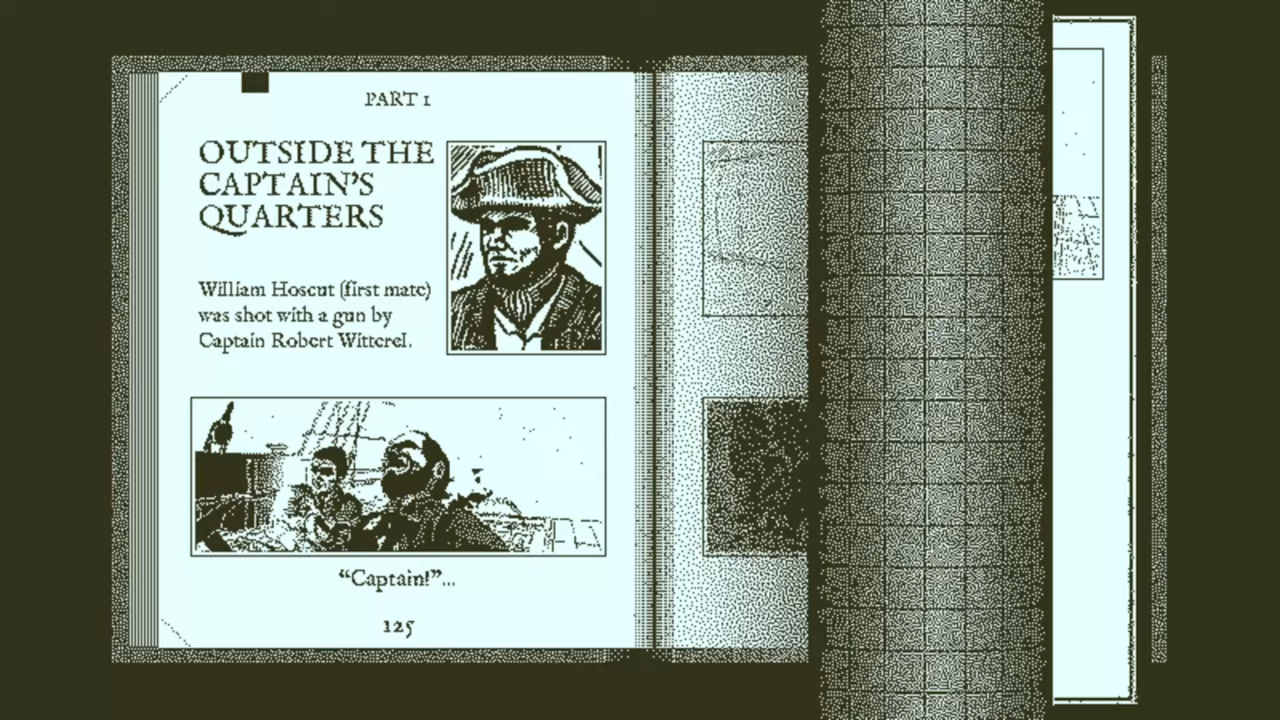 PART 1
OUTSIDE THE
CAPTAIN'S
QUARTERS
William Hoscut (first mate)
was shot with a gun by
Captain Robert Witterel.
“Captain!”...
125